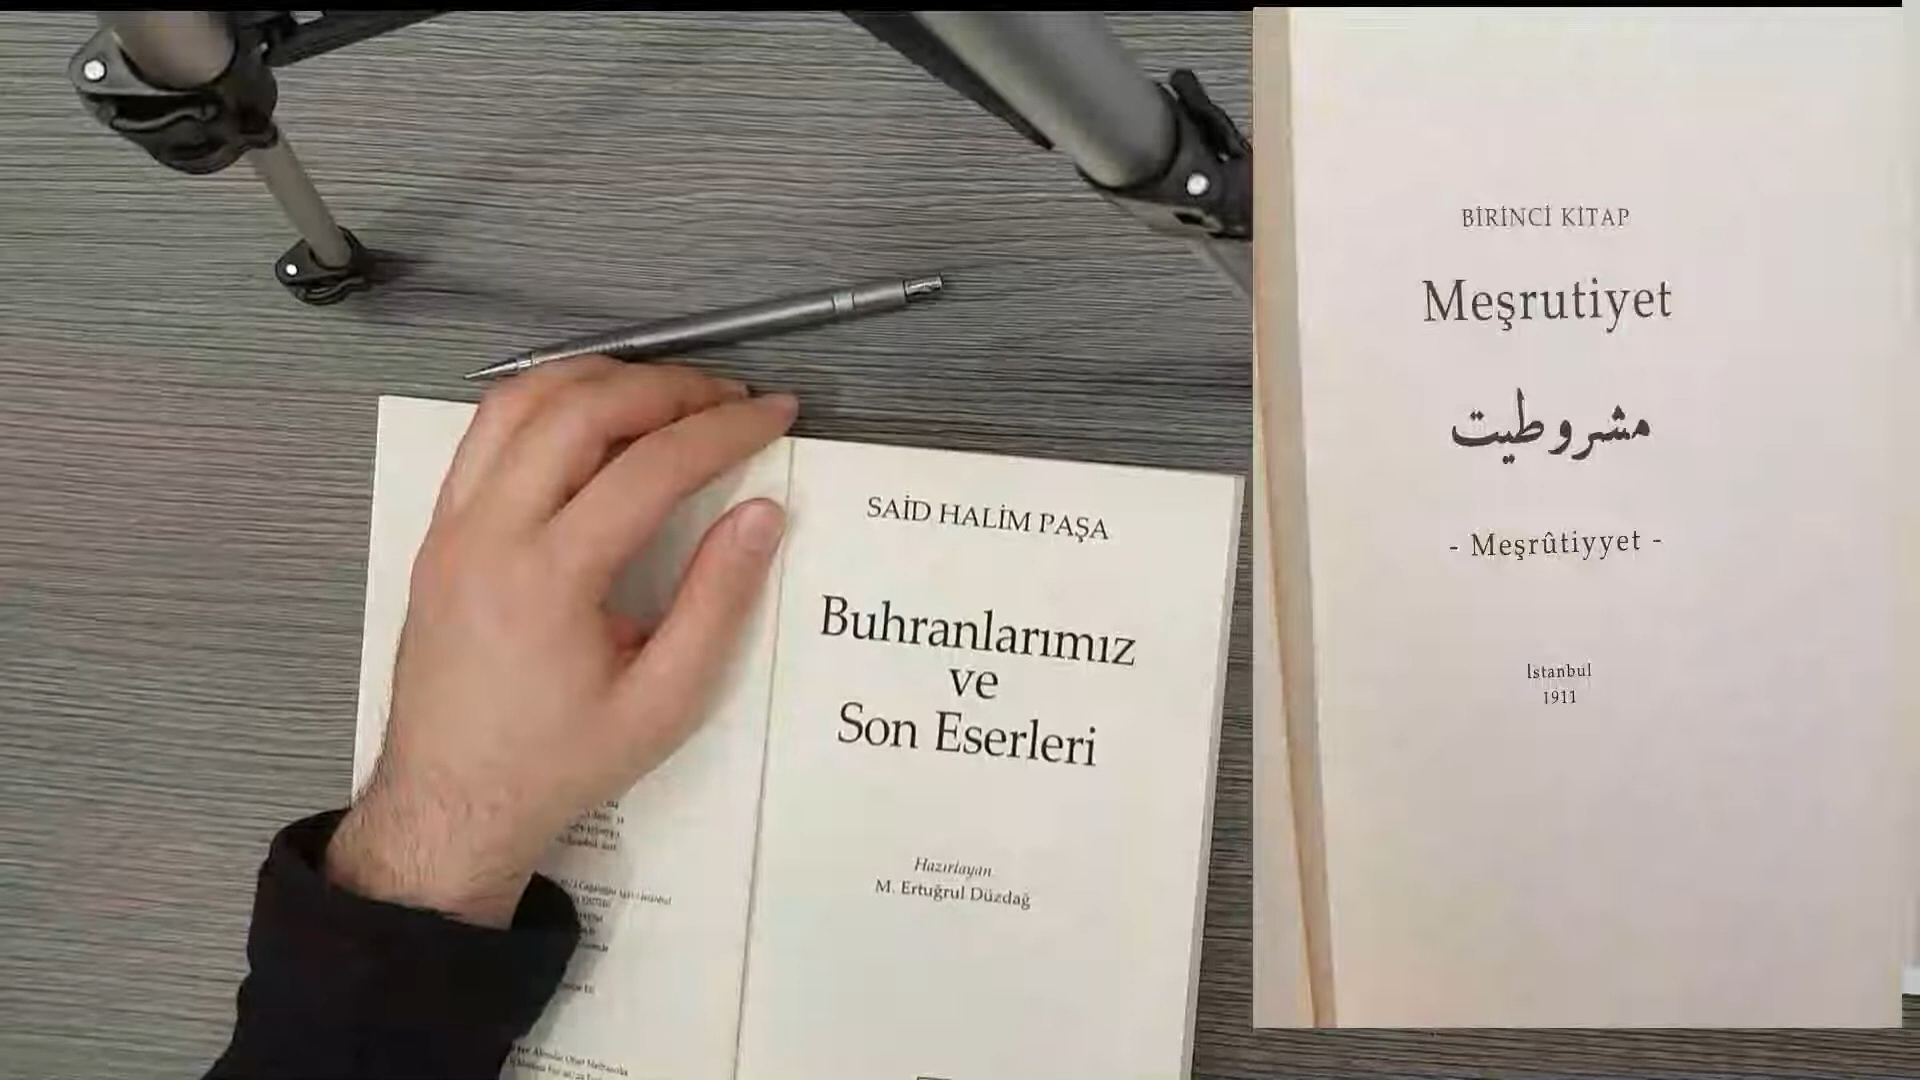 SAİD HALİM PAŞA
Buhranlarımız
ve
Son Eserleri
Hazırlayan
M. Ertuğrul Düzdağ
BİRİNCİ KİTAP
Meşrutiyet
مشروطيت
- Meşrûtiyyet -
İstanbul
1911